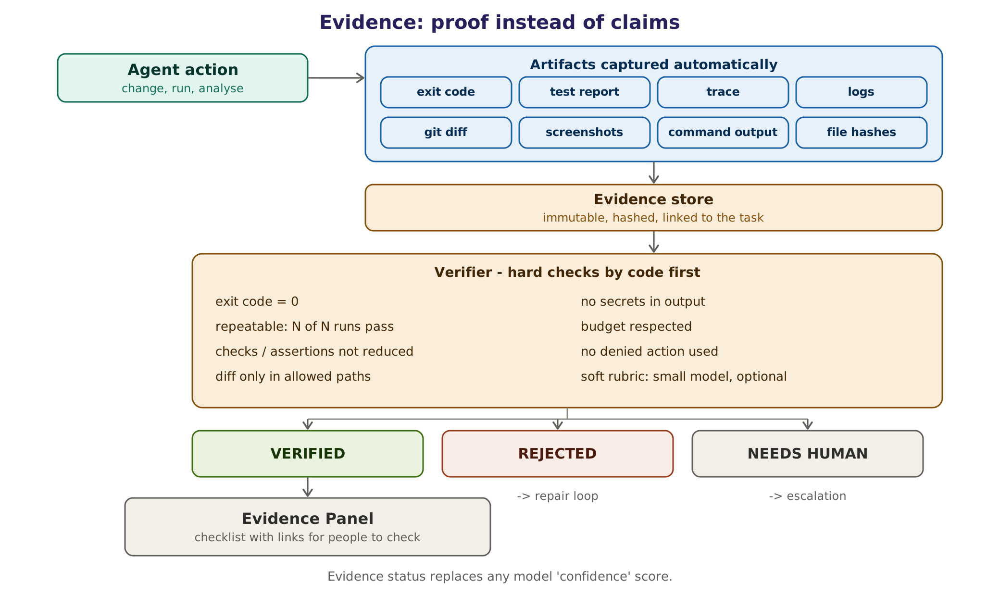 Evidence: proof instead of claims
Agent action
change, run, analyse
Artifacts captured automatically
exit code
test report
trace
logs
git diff
screenshots
command output
file hashes
Evidence store
immutable, hashed, linked to the task
Verifier - hard checks by code first
exit code = 0
repeatable: N of N runs pass
checks / assertions not reduced
diff only in allowed paths
no secrets in output
budget respected
no denied action used
soft rubric: small model, optional
VERIFIED
REJECTED
NEEDS HUMAN
-> repair loop
-> escalation
Evidence Panel
checklist with links for people to check
Evidence status replaces any model 'confidence' score.